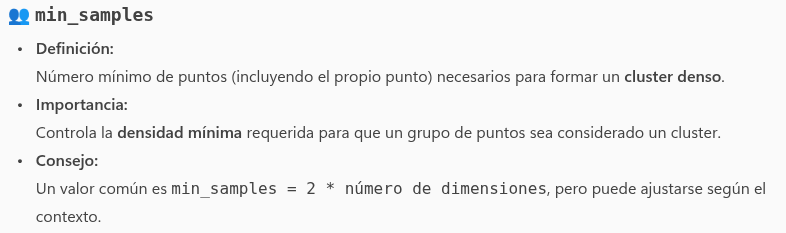 👥 min_samples
• Definición:
Número mínimo de puntos (incluyendo el propio punto) necesarios para formar un cluster denso.
• Importancia:
Controla la densidad mínima requerida para que un grupo de puntos sea considerado un cluster.
• Consejo:
Un valor común es min_samples = 2 * número de dimensiones, pero puede ajustarse según el
contexto.